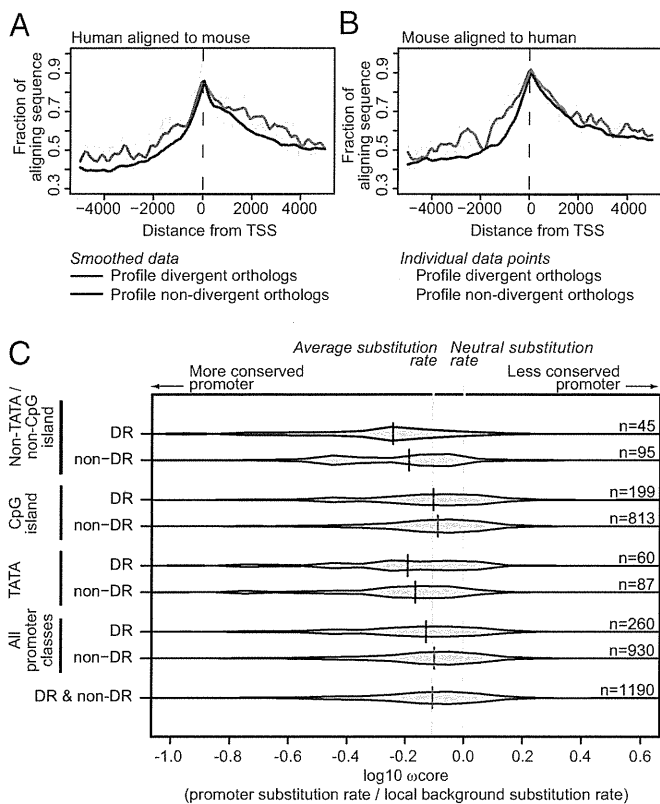 A
Human aligned to mouse
Fraction of
aligning sequence
0.3 0.5 0.7 0.9
−4000 −2000 0 2000 4000
Distance from TSS
B
Mouse aligned to human
Fraction of
aligning sequence
0.3 0.5 0.7 0.9
−4000 −2000 0 2000 4000
Distance from TSS
Smoothed data
Profile divergent orthologs
Profile non-divergent orthologs
Individual data points
Profile divergent orthologs
Profile non-divergent orthologs
C
Average substitution
rate
Neutral substitution
rate
More conserved
promoter
Less conserved
promoter
Non-TATA /
non-CpG
island
DR n=45
non-DR n=95
CpG
island
DR n=199
non-DR n=813
TATA
DR n=60
non-DR n=87
All
promoter
classes
DR n=260
non-DR n=930
DR & non-DR n=1190
-1.0 -0.8 -0.6 -0.4 -0.2 0.0 0.2 0.4 0.6
log10 ωcore
(promoter substitution rate / local background substitution rate)